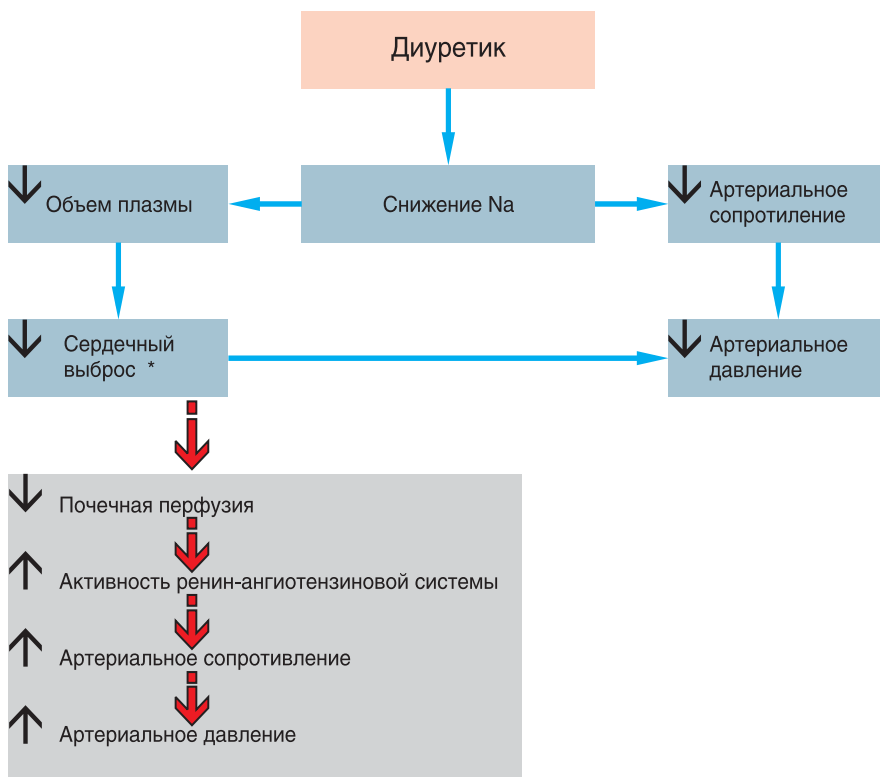 Диуретик
Объем плазмы
Снижение Na
Артериальное
сопротиление
Сердечный
выброс *
Артериальное
давление
Почечная перфузия
Активность ренин-ангиотензиновой системы
Артериальное сопротивление
Артериальное давление